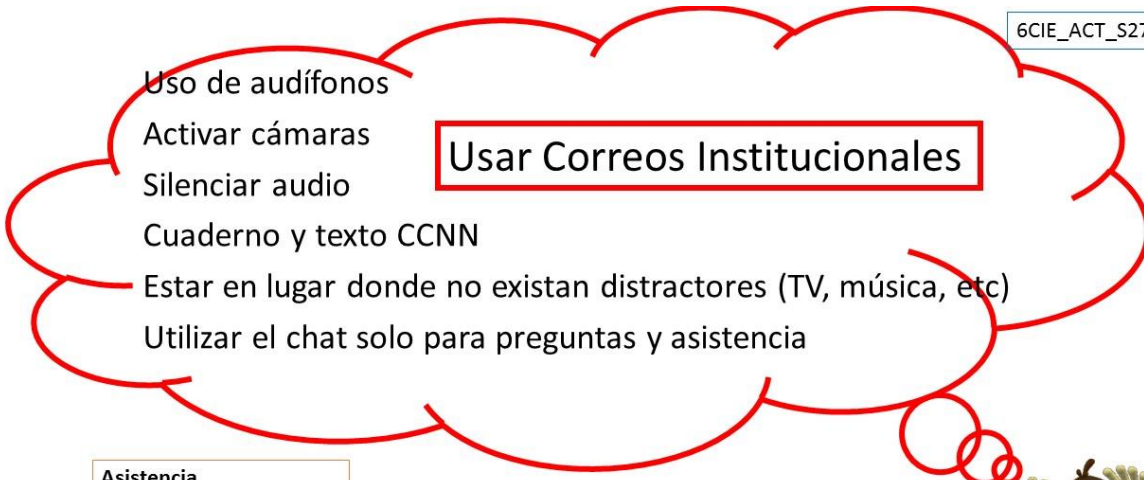 6CIE_ACT_S27
Uso de audífonos
Activar cámaras
Usar Correos Institucionales
Silenciar audio
Cuaderno y texto CCNN
Estar en lugar donde no existan distractores (TV, música, etc)
Utilizar el chat solo para preguntas y asistencia
Asistencia